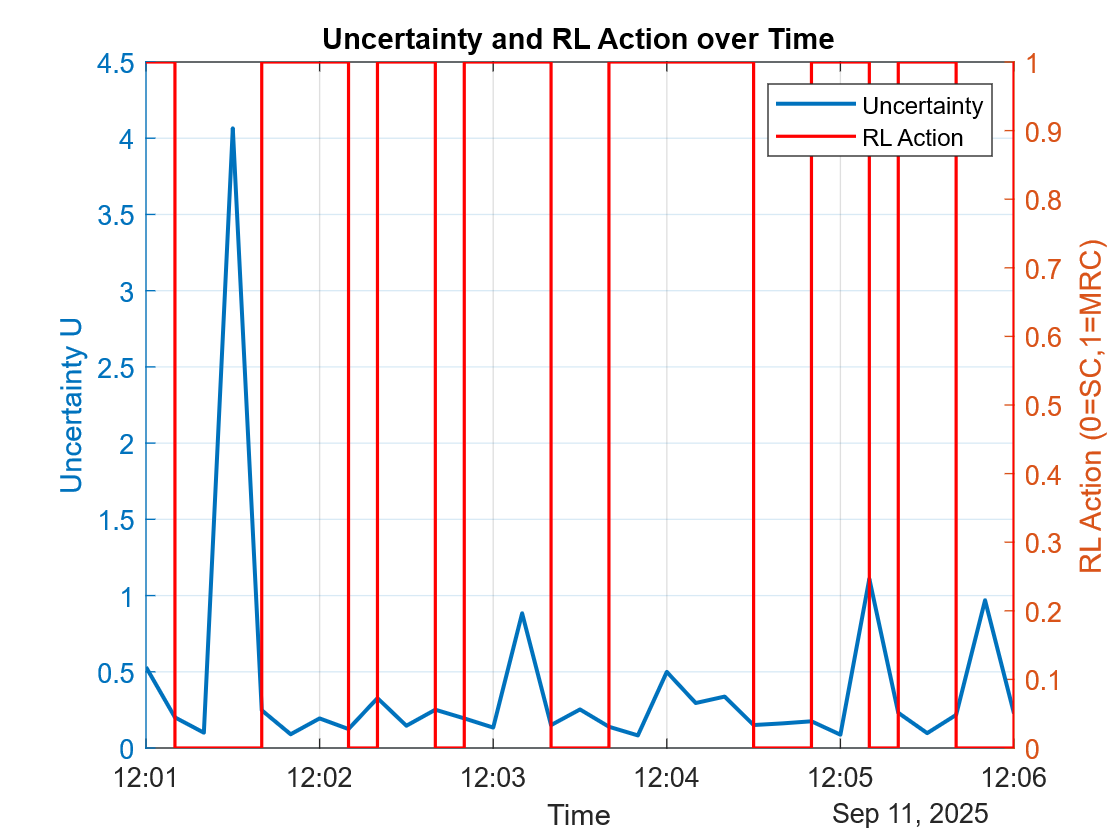 Uncertainty and RL Action over Time
Uncertainty
RL Action
4.5
4
3.5
3
2.5
2
1.5
1
0.5
0
Uncertainty U
1
0.9
0.8
0.7
0.6
0.5
0.4
0.3
0.2
0.1
0
RL Action (0=SC,1=MRC)
12:01 12:02 12:03 12:04 12:05 12:06
Time
Sep 11, 2025